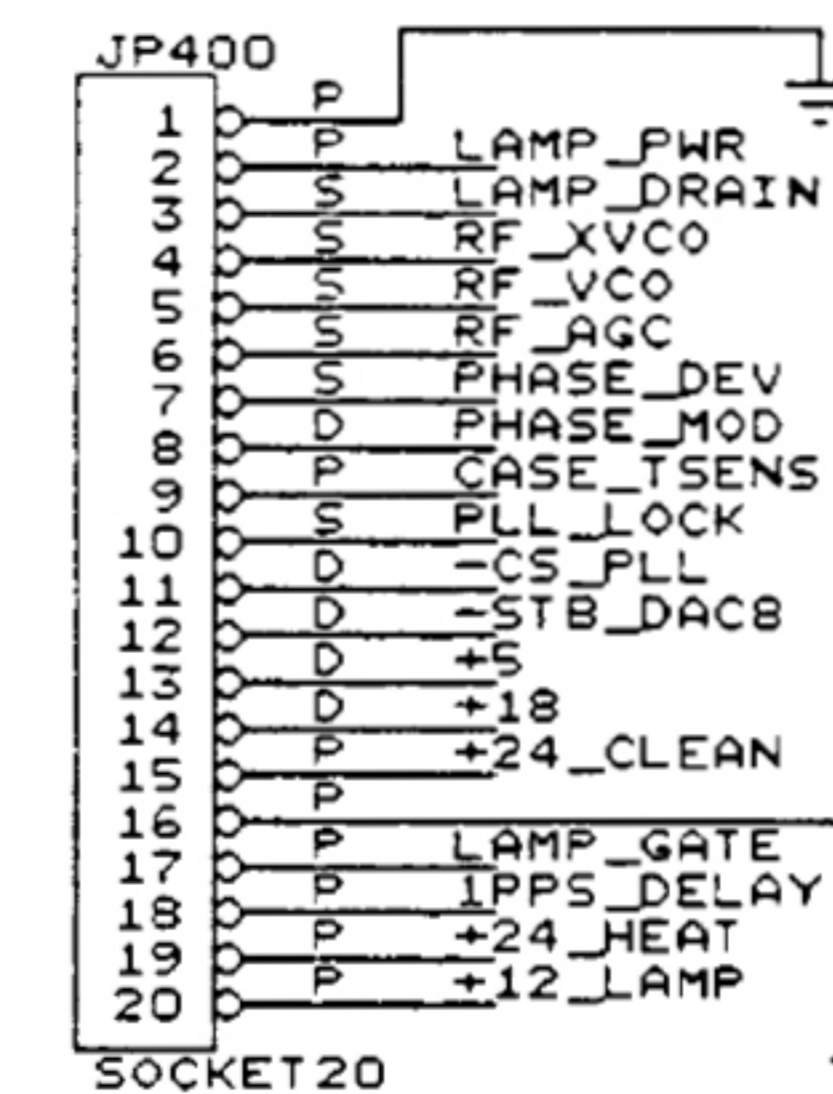 JP400
1 P
2 P LAMP_PWR
3 S LAMP_DRAIN
4 S RF_XVCO
5 S RF_VCO
6 S RF_AGC
7 S PHASE_DEV
8 D PHASE_MOD
9 P CASE_TSENS
10 S PLL_LOCK
11 D -CS_PLL
12 D -STB_DAC8
13 D +5
14 D +18
15 P +24_CLEAN
16 P
17 P LAMP_GATE
18 P 1PPS_DELAY
19 P +24_HEAT
20 P +12_LAMP
SOCKET20